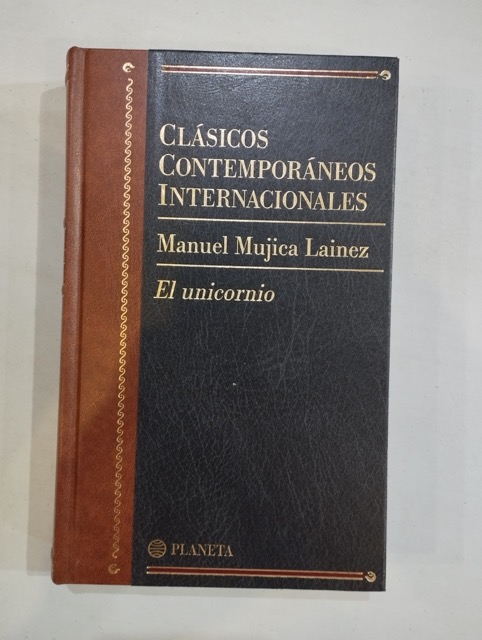 CLÁSICOS
CONTEMPORÁNEOS
INTERNACIONALES
Manuel Mujica Lainez
El unicornio
PLANETA